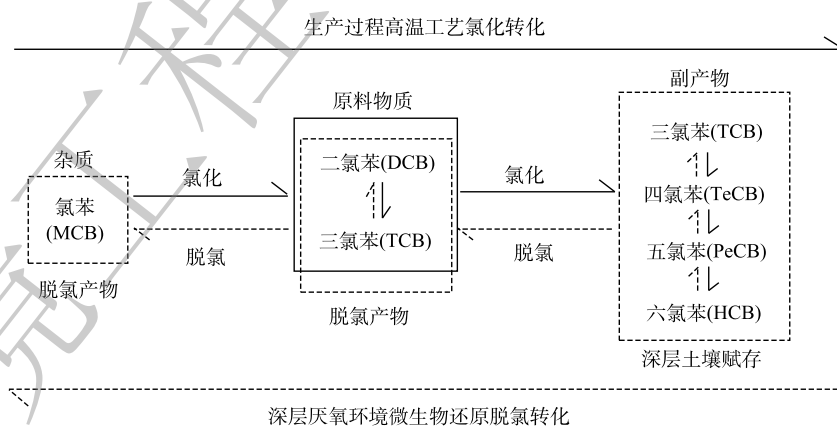 生产过程高温工艺氯化转化
副产物
原料物质
三氯苯(TCB)
杂质
二氯苯(DCB)
氯化
氯化
四氯苯(TeCB)
氯苯
(MCB)
三氯苯(TCB)
五氯苯(PeCB)
脱氯
脱氯
脱氯产物
脱氯产物
六氯苯(HCB)
深层土壤赋存
深层厌氧环境微生物还原脱氯转化
工程